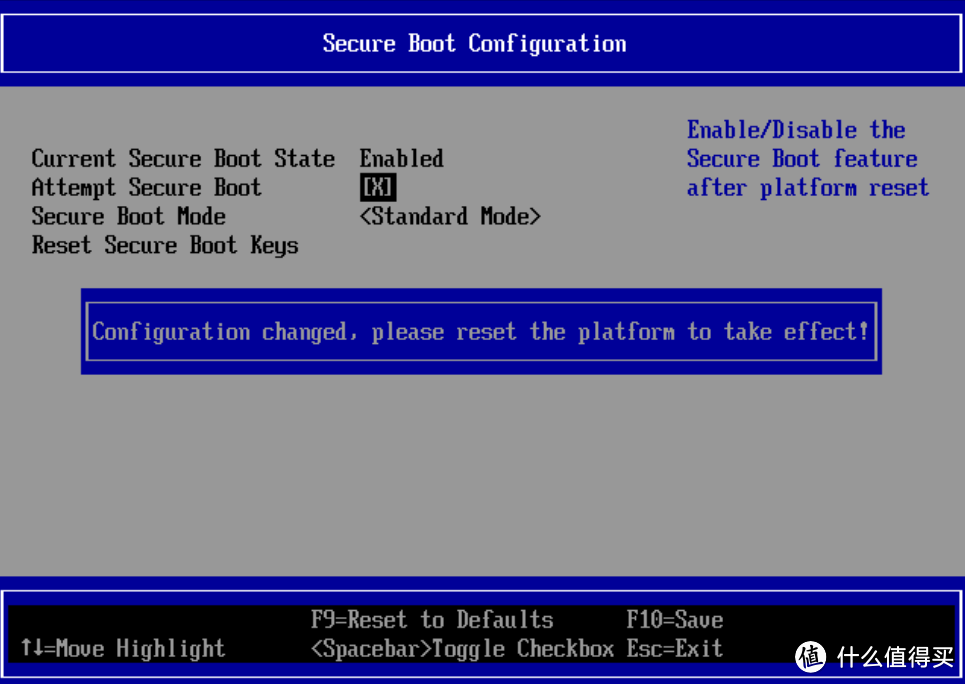 Secure Boot Configuration
Enable/Disable the
Current Secure Boot State Enabled Secure Boot feature
Attempt Secure Boot [X] after platform reset
Secure Boot Mode <Standard Mode>
Reset Secure Boot Keys
Configuration changed, please reset the platform to take effect!
F9=Reset to Defaults F10=Save
↑↓=Move Highlight <Spacebar>Toggle Checkbox Esc=Exit
值 什么值得买